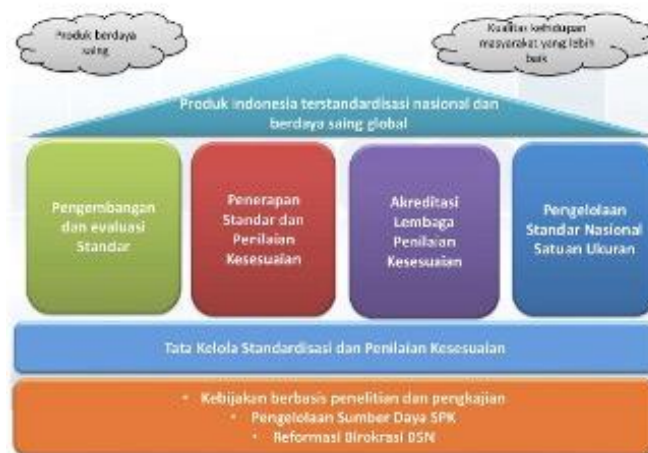 Produk berdaya
saing
Kualitas kehidupan
masyarakat yang lebih
baik
Produk indonesia terstandardisasi nasional dan
berdaya saing global
Pengembangan
dan evaluasi
Standar
Penerapan
Standar dan
Penilaian
Kesesuaian
Akreditasi
Lembaga
Penilaian
Kesesuaian
Pengelolaan
Standar Nasional
Satuan Ukuran
Tata Kelola Standardisasi dan Penilaian Kesesuaian
• Kebijakan berbasis penelitian dan pengkajian
• Pengelolaan Sumber Daya SPK
• Reformasi Birokrasi BSN